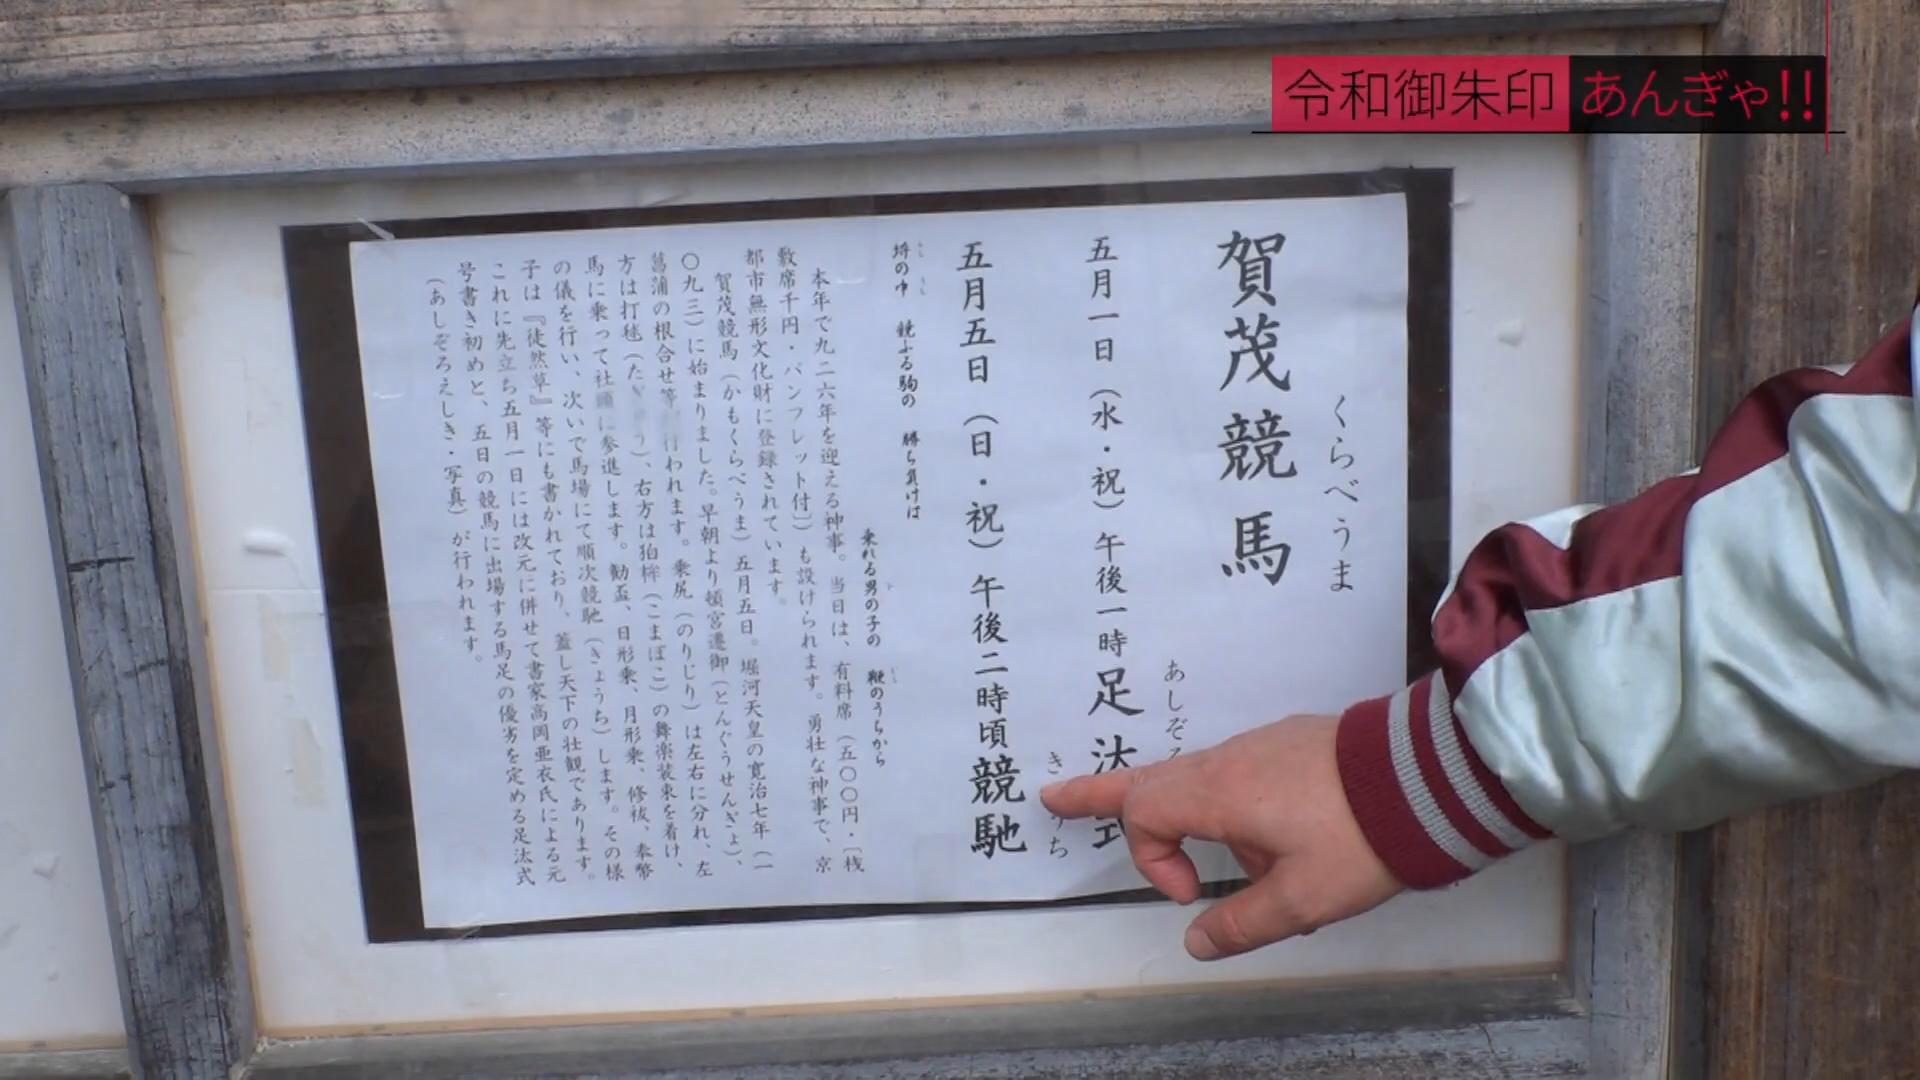 令和御朱印 あんぎゃ!!
くらべうま
賀茂競馬
あしぞろ
五月一日（水・祝）午後一時 足汰式
き うち
五月五日（日・祝）午後二時頃 競馳
埒の中 競ふる駒の 勝ち負けは
乗れる男の子の 鞭のうちから
本年で九二六年を迎える神事。当日は、有料席（五〇〇円・［桟
敷席千円・パンフレット付］）も設けられます。勇壮な神事で、京
都市無形文化財に登録されています。
賀茂競馬（かもくらべうま）五月五日。堀河天皇の寛治七年（一
〇九三）に始まりました。早朝より頓宮遷御（とんぐうせんぎょ）、
菖蒲の根合せ等 行われます。乗尻（のりじり）は左右に分れ、左
方は打毬（た う）、右方は狛桙（こまぼこ）の舞楽装束を着け、
馬に乗って社頭に参進します。勧盃、日形乗、月形乗、修祓、奉幣
の儀を行い、次いで馬場にて順次競馳（きょうち）します。その様
子は『徒然草』等にも書かれており、蓋し天下の壮観であります。
これに先立ち五月一日には改元に併せて書家高岡亜衣氏による元
号書き初めと、五日の競馬に出場する馬足の優劣を定める足汰式
（あしぞろえしき・写真）が行われます。